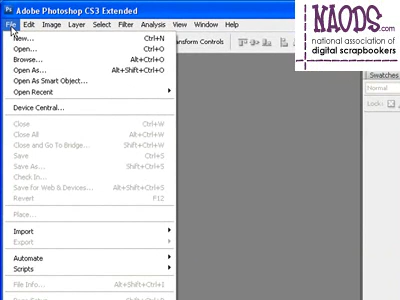 Adobe Photoshop CS3 Extended
File Edit Image Layer Select Filter Analysis View Window Help
NAODS.com
national association of
digital scrapbookers
New... Ctrl+N
ransform Controls
Open... Ctrl+O
Browse... Alt+Ctrl+O
Open As... Alt+Shift+Ctrl+O
Swatches
Open As Smart Object...
Normal
Open Recent
Lock:
Device Central...
Close Ctrl+W
Close All Alt+Ctrl+W
Close and Go To Bridge... Shift+Ctrl+W
Save Ctrl+S
Save As... Shift+Ctrl+S
Check In...
Save for Web & Devices... Alt+Shift+Ctrl+S
Revert F12
Place...
Import
Export
Automate
Scripts
File Info... Alt+Shift+Ctrl+I